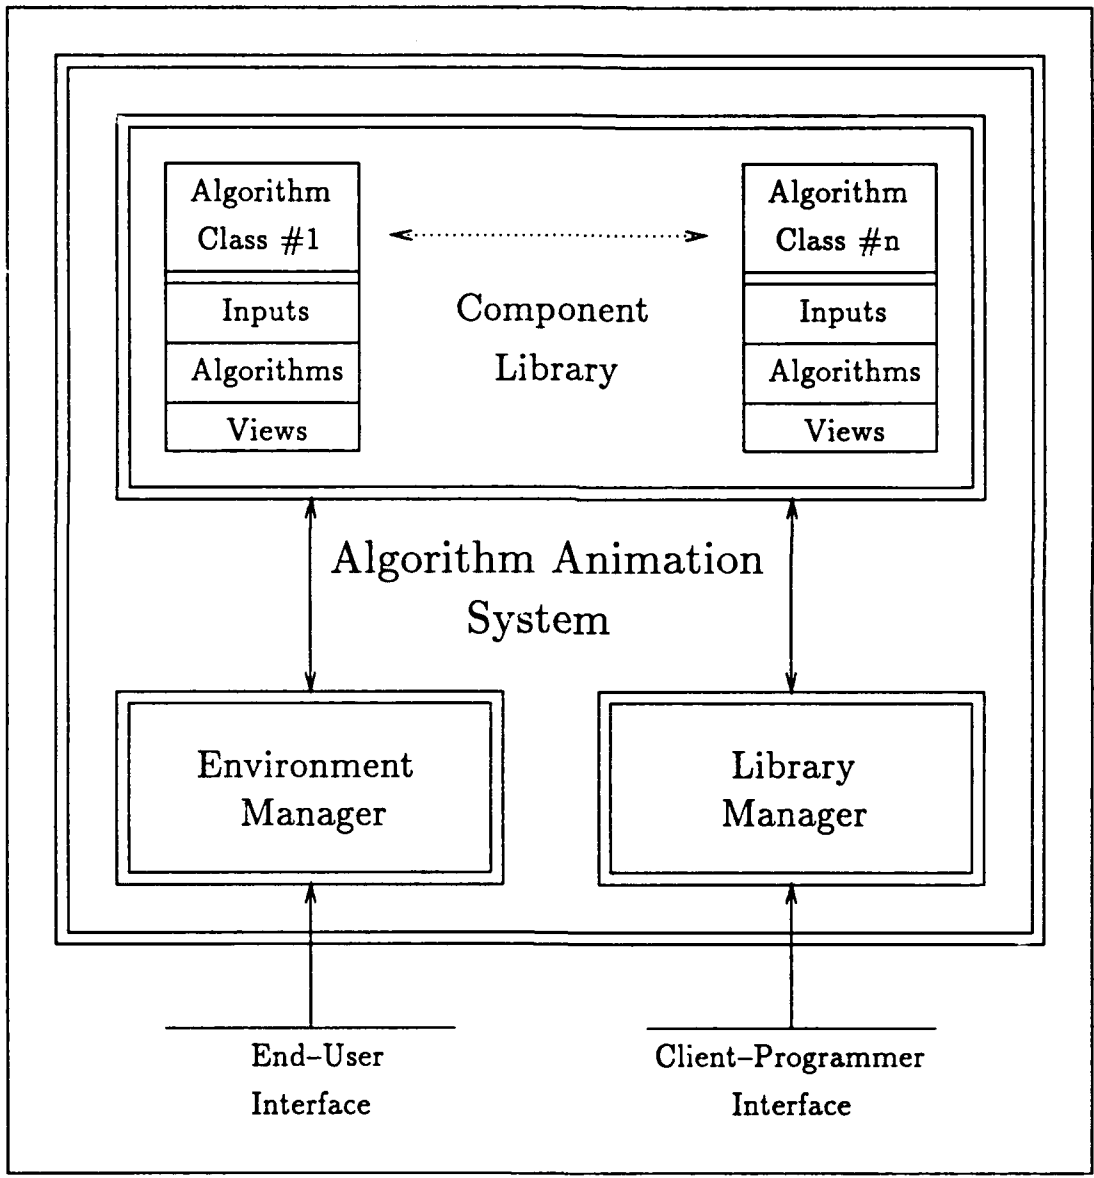 Algorithm
Class #1
Inputs
Algorithms
Views
Component
Library
Algorithm
Class #n
Inputs
Algorithms
Views
Algorithm Animation
System
Environment
Manager
Library
Manager
End–User
Interface
Client–Programmer
Interface